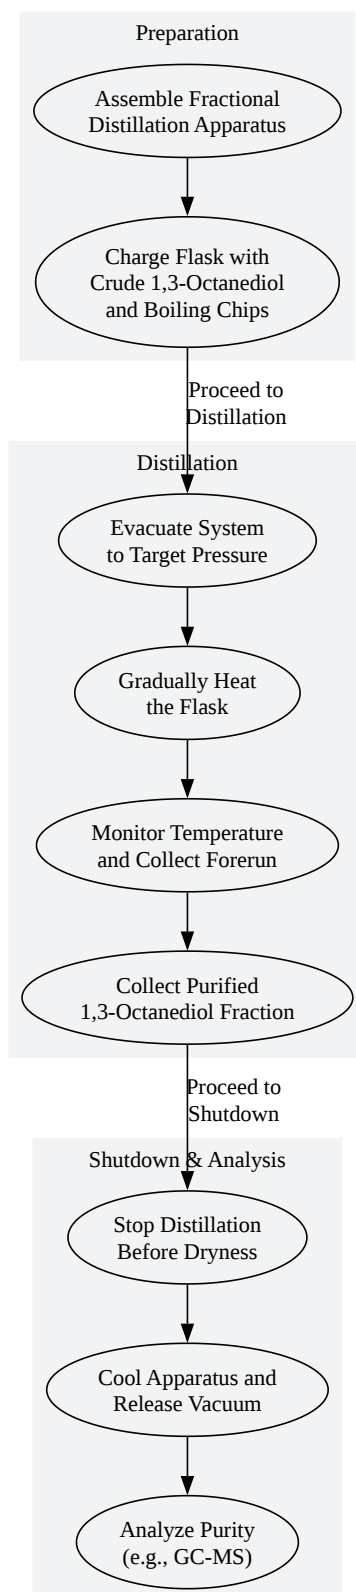 Preparation
Assemble Fractional
Distillation Apparatus
Charge Flask with
Crude 1,3-Octanediol
and Boiling Chips
Proceed to
Distillation
Distillation
Evacuate System
to Target Pressure
Gradually Heat
the Flask
Monitor Temperature
and Collect Forerun
Collect Purified
1,3-Octanediol Fraction
Proceed to
Shutdown
Shutdown & Analysis
Stop Distillation
Before Dryness
Cool Apparatus and
Release Vacuum
Analyze Purity
(e.g., GC-MS)